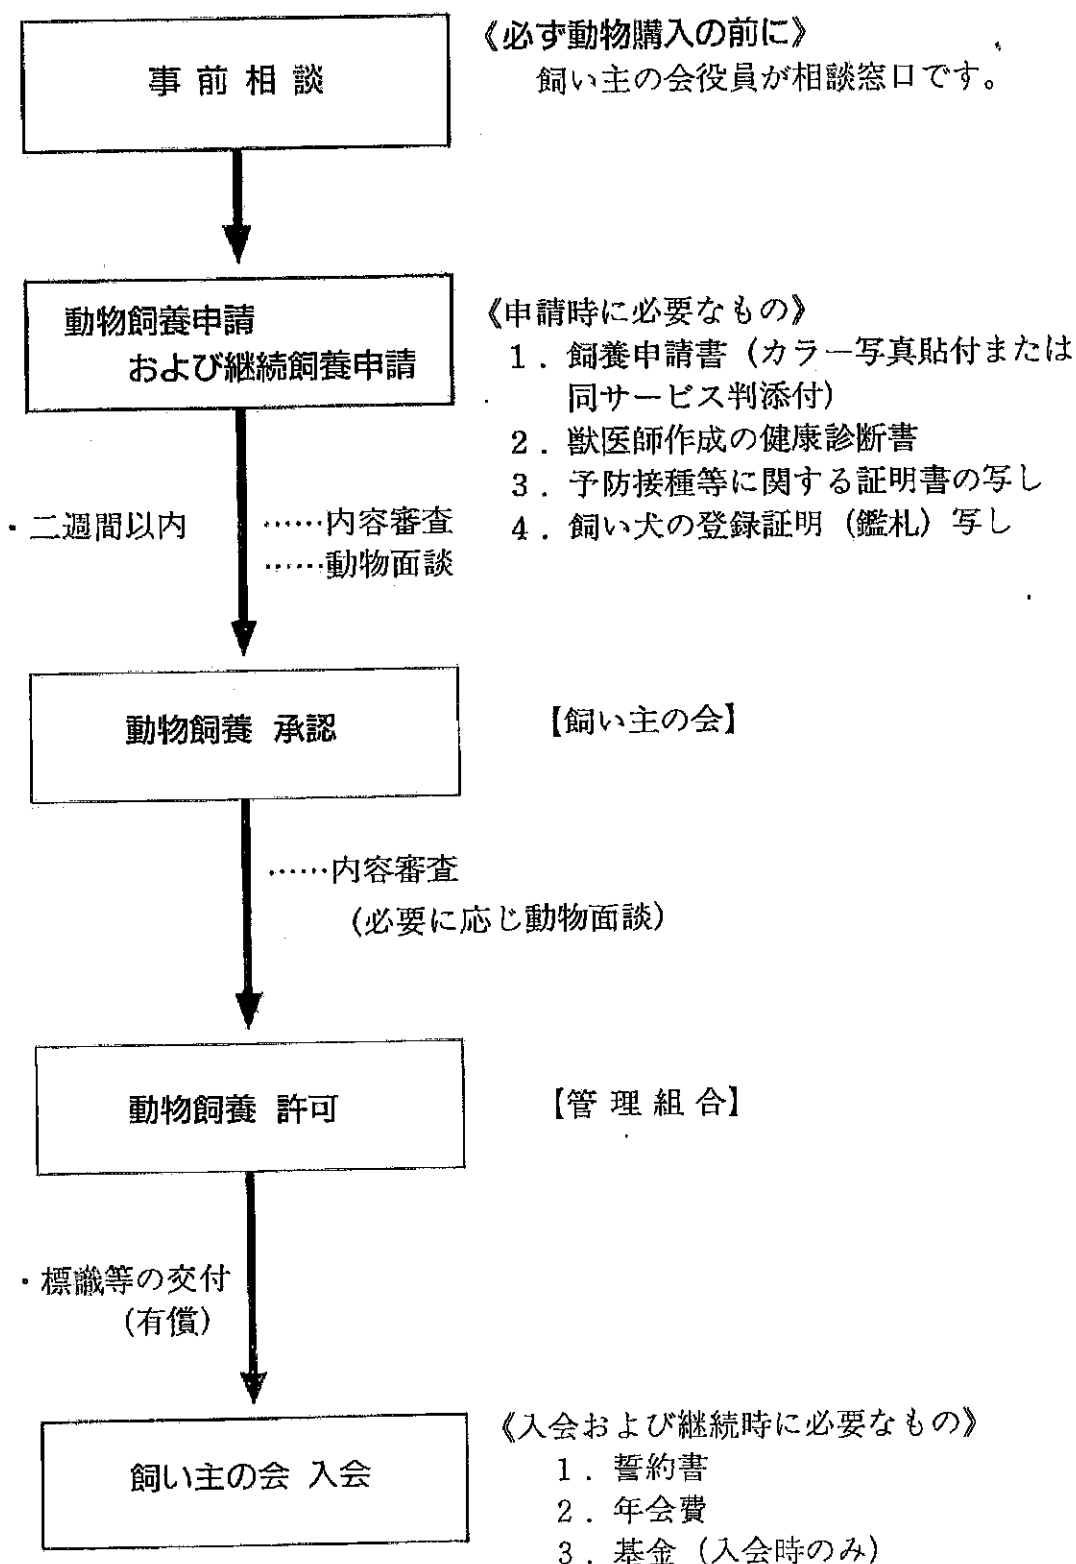 事前相談
《必ず動物購入の前に》
飼い主の会役員が相談窓口です。
動物飼養申請
および継続飼養申請
《申請時に必要なもの》
1．飼養申請書（カラー写真貼付または
同サービス判添付）
2．獣医師作成の健康診断書
3．予防接種等に関する証明書の写し
4．飼い犬の登録証明（鑑札）写し
・二週間以内
……内容審査
……動物面談
動物飼養 承認
【飼い主の会】
……内容審査
（必要に応じ動物面談）
動物飼養 許可
【管理組合】
・標識等の交付
（有償）
飼い主の会 入会
《入会および継続時に必要なもの》
1．誓約書
2．年会費
3．基金（入会時のみ）